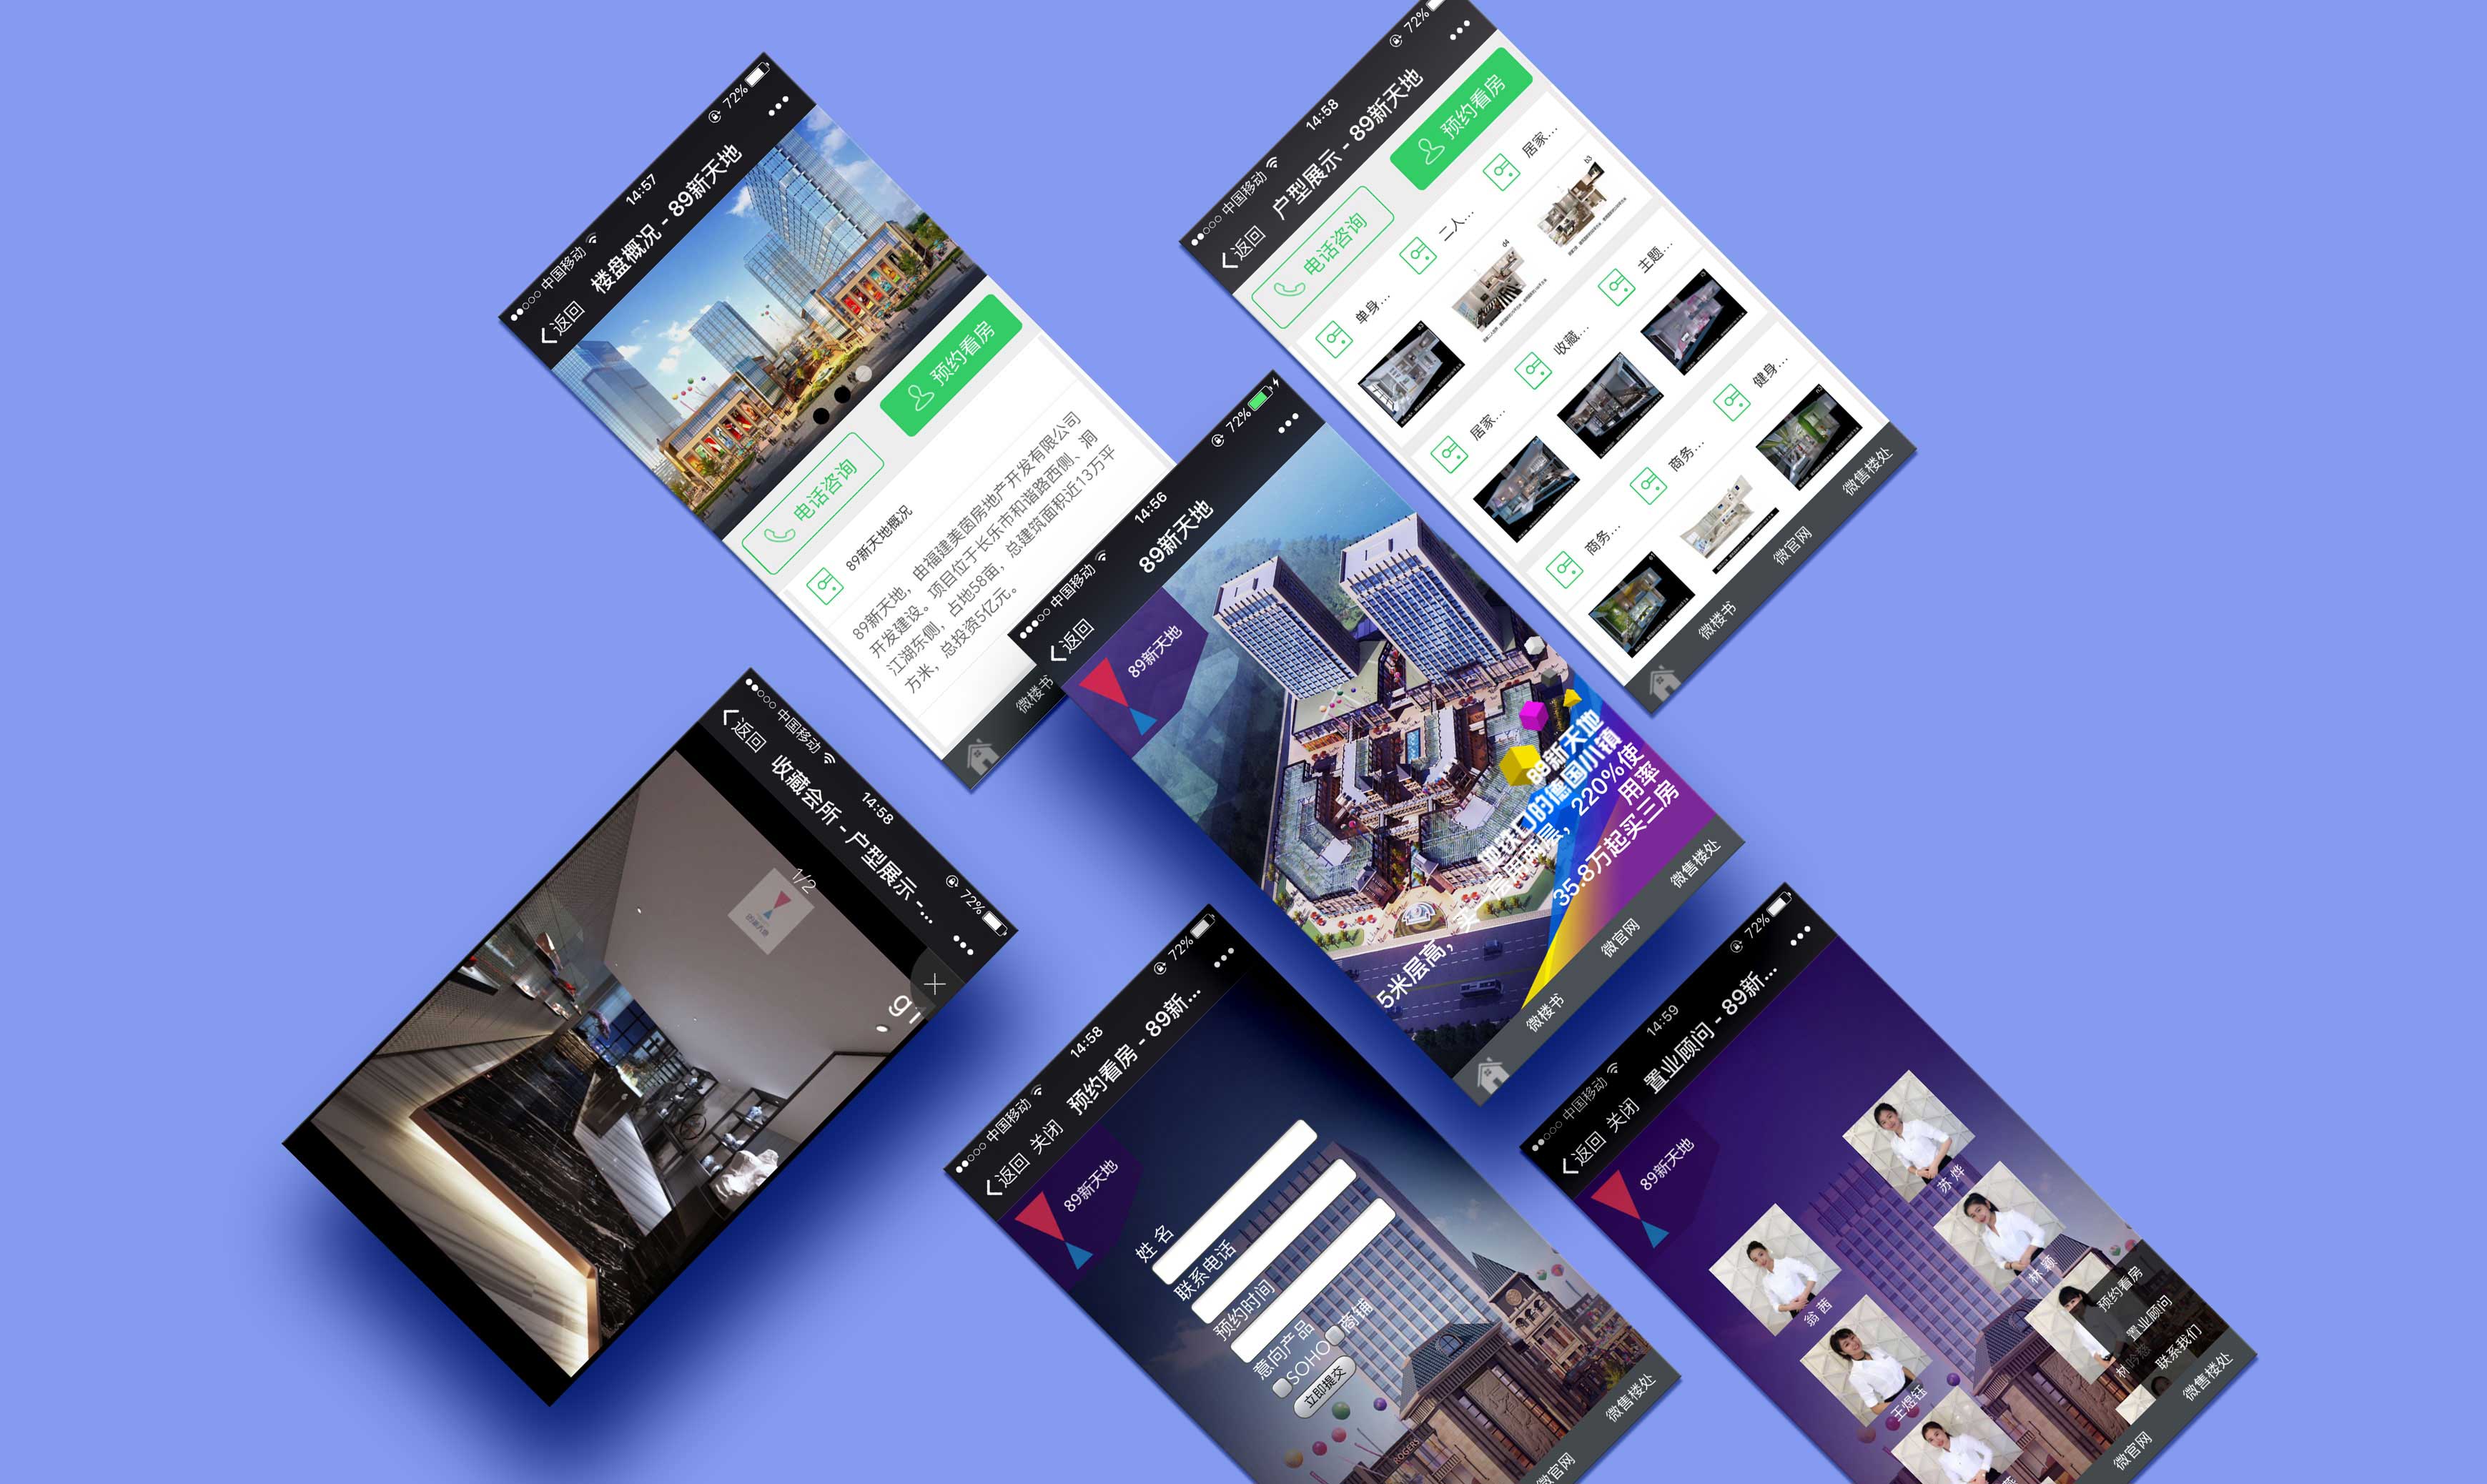 中国移动 14:57 72%
返回 楼盘概况 - 89新天地
电话咨询
预约看房
89新天地概况
89新天地，由福建美茵房地产开发有限公司
开发建设。项目位于长乐市和谐路西侧、洞
江湖东侧，占地58亩，总建筑面积近13万平
方米，总投资5亿元。
微楼书
中国移动 14:58 72%
返回 户型展示 - 89新天地
电话咨询
预约看房
单身...
二人...
居家...
a3
d4
b3
居家...
收藏...
主题...
商务...
商务...
健身...
微楼书
微官网
微售楼处
中国移动 14:56 72%
返回 89新天地
89新天地
89新天地
地铁口的德国小镇
5米层高，买一层用两层，220%使
用率
35.8万起买三房
微楼书
微官网
微售楼处
中国移动 14:58 72%
返回 收藏会所 - 户型展示 -...
1/2
中国移动 14:58 72%
返回 关闭 预约看房 - 89新...
89新天地
姓 名
联系电话
预约时间
意向产品
SOHO 商铺
立即提交
ROGERS
微官网
微售楼处
中国移动 14:59 72%
返回 关闭 置业顾问 - 89新...
89新天地
苏 烨
翁 茜
林 颖
王煜钰
预约看房
置业顾问
联系我们
微官网
微售楼处